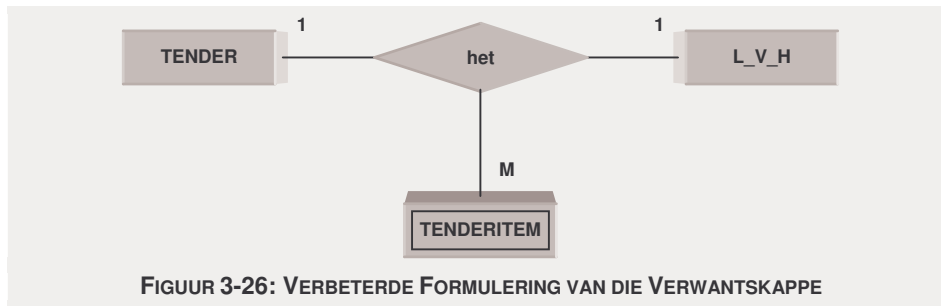 1 1
TENDER het L_V_H
M
TENDERITEM
FIGUUR 3-26: VERBETERDE FORMULERING VAN DIE VERWANTSKAPPE